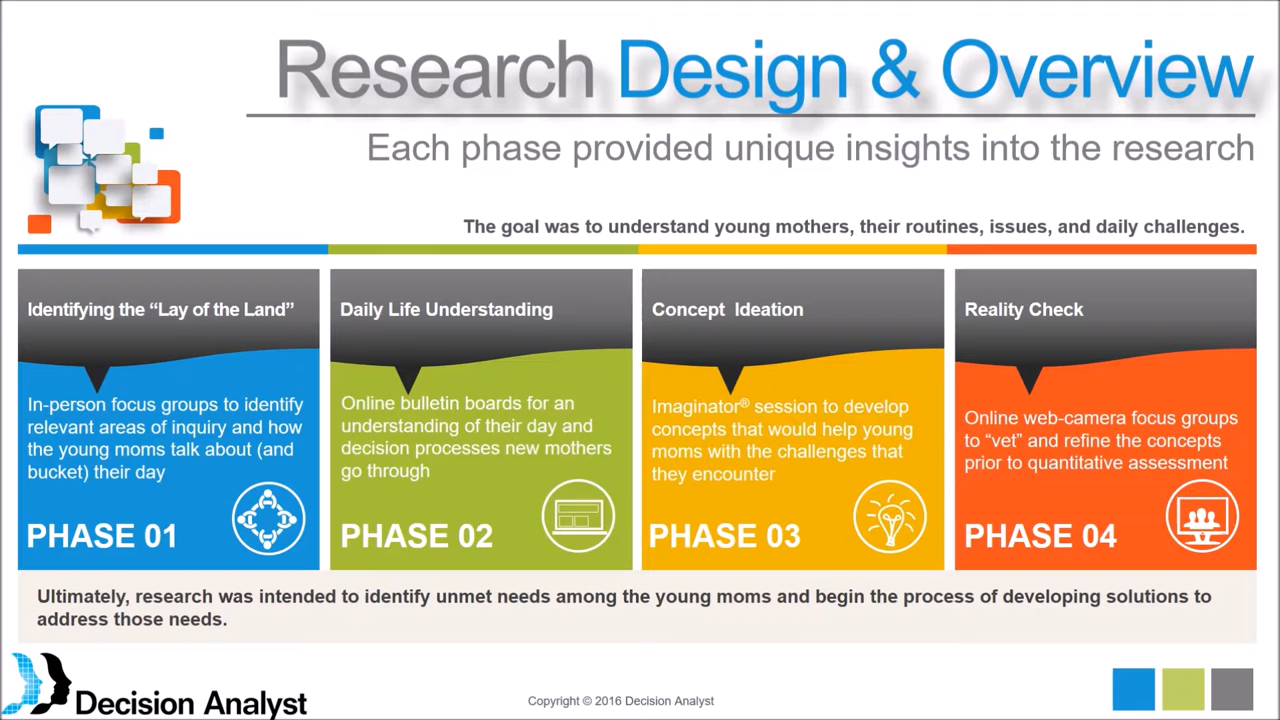 Research Design & Overview
Each phase provided unique insights into the research
The goal was to understand young mothers, their routines, issues, and daily challenges.
Identifying the “Lay of the Land”
In-person focus groups to identify
relevant areas of inquiry and how
the young moms talk about (and
bucket) their day
PHASE 01
Daily Life Understanding
Online bulletin boards for an
understanding of their day and
decision processes new mothers
go through
PHASE 02
Concept Ideation
Imaginator® session to develop
concepts that would help young
moms with the challenges that
they encounter
PHASE 03
Reality Check
Online web-camera focus groups
to “vet” and refine the concepts
prior to quantitative assessment
PHASE 04
Ultimately, research was intended to identify unmet needs among the young moms and begin the process of developing solutions to
address those needs.
Decision Analyst
Copyright © 2016 Decision Analyst